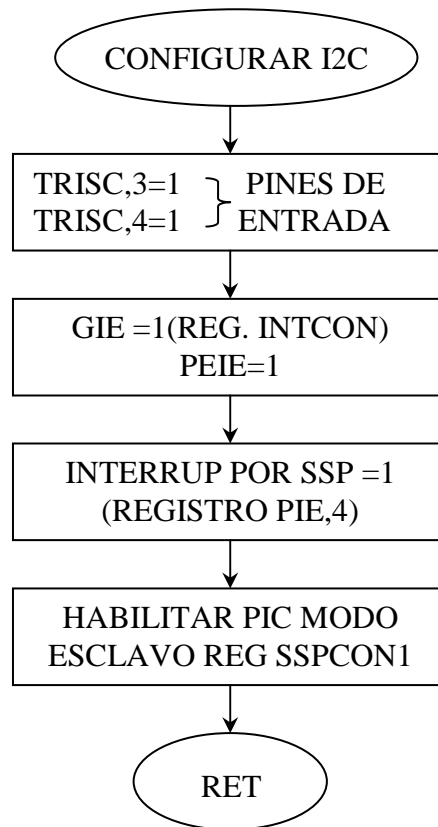 CONFIGURAR I2C
TRISC,3=1 PINES DE
TRISC,4=1 ENTRADA
GIE =1(REG. INTCON)
PEIE=1
INTERRUP POR SSP =1
(REGISTRO PIE,4)
HABILITAR PIC MODO
ESCLAVO REG SSPCON1
RET